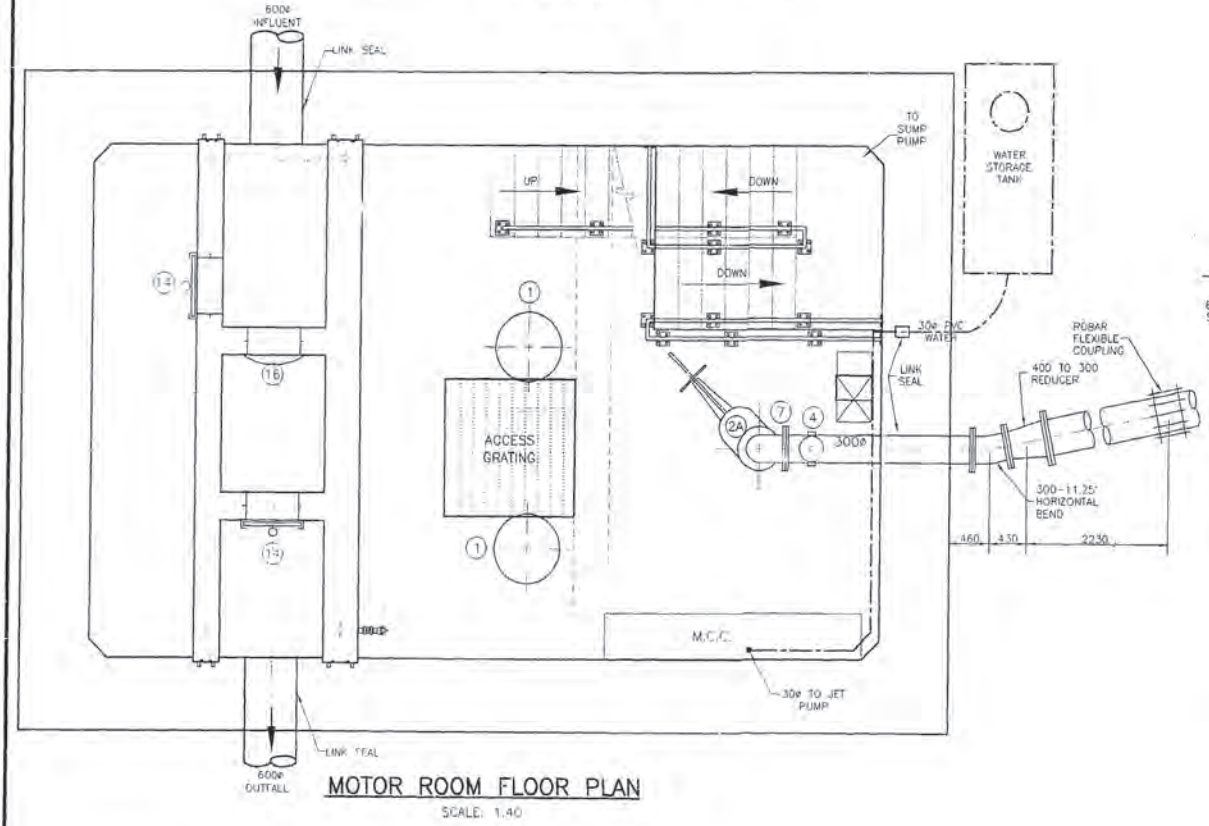 600ø
INFLUENT
LINK SEAL
TO
SUMP
PUMP
WATER
STORAGE
TANK
UP
DOWN
DOWN
14
1
16
30ø PVC
WATER
LINK
SEAL
ROBAR
FLEXIBLE
COUPLING
400 TO 300
REDUCER
ACCESS
GRATING
2A
7
4
300ø
300-11.25°
HORIZONTAL
BEND
460
430
2230
14
1
M.C.C.
30ø TO JET
PUMP
LINK SEAL
600ø
OUTFALL
MOTOR ROOM FLOOR PLAN
SCALE: 1:40